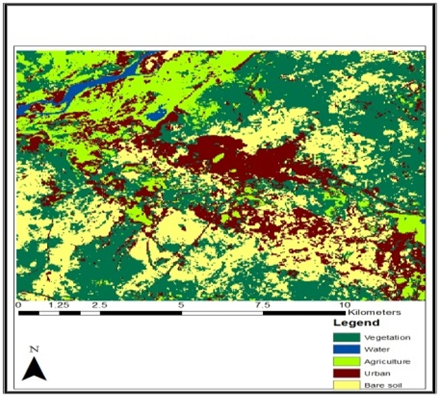 0 1.25 2.5 5 7.5 10
Kilometers
Legend
Vegetation
Water
Agriculture
Urban
Bare soil
N